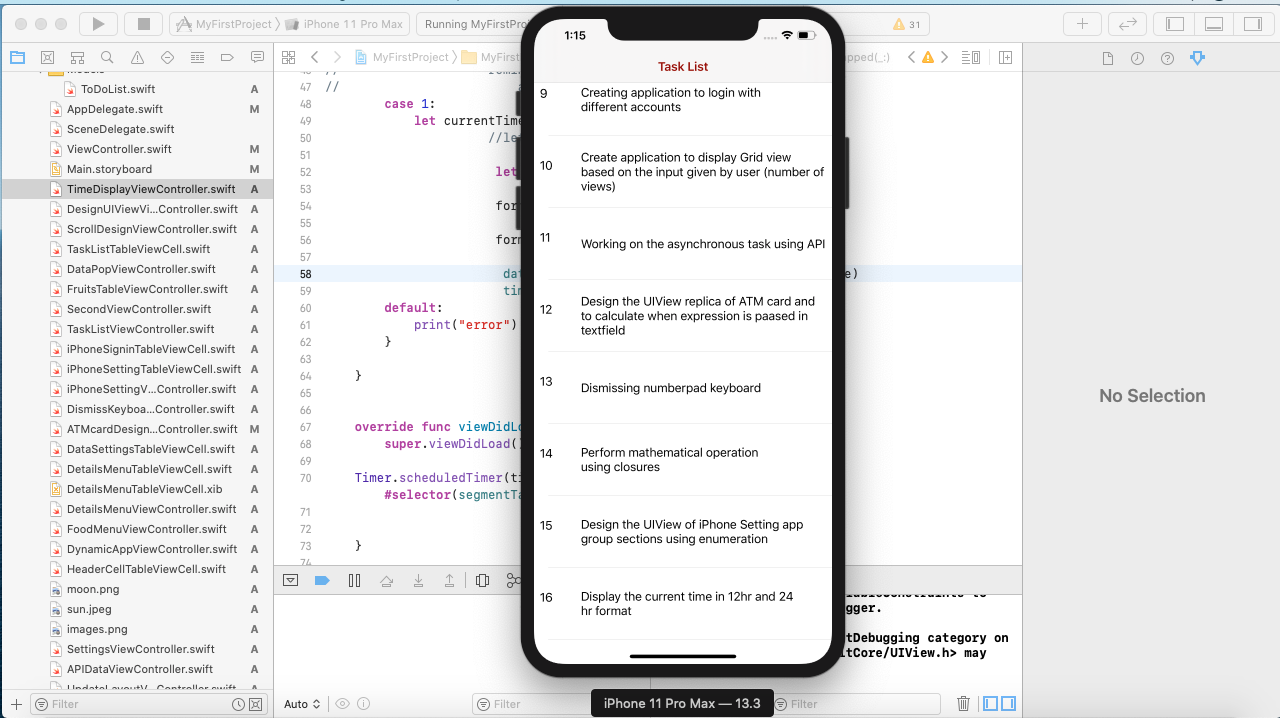 MyFirstProject
iPhone 11 Pro Max
Running MyFirstPro
31
MyFirstProject
MyFirs
apped(_:)
ToDoList.swift A
AppDelegate.swift M
SceneDelegate.swift
ViewController.swift M
Main.storyboard M
TimeDisplayViewController.swift A
DesignUIViewVi...Controller.swift A
ScrollDesignViewController.swift A
TaskListTableViewCell.swift A
DataPopViewController.swift A
FruitsTableViewController.swift A
SecondViewController.swift A
TaskListViewController.swift A
iPhoneSigninTableViewCell.swift A
iPhoneSettingTableViewCell.swift A
iPhoneSettingV...Controller.swift A
DismissKeyboa...Controller.swift A
ATMcardDesign...Controller.swift M
DataSettingsTableViewCell.swift A
DetailsMenuTableViewCell.swift A
DetailsMenuTableViewCell.xib A
DetailsMenuViewController.swift A
FoodMenuViewController.swift A
DynamicAppViewController.swift A
HeaderCellTableViewCell.swift A
moon.png A
sun.jpeg A
images.png A
SettingsViewController.swift A
APIDataViewController.swift A
Filter
47 //
48 case 1:
49 let currentTime
50 //le
51
52 let
53
54 for
55
56 for
57
58 dat e)
59 tim
60 default:
61 print("error")
62 }
63
64 }
65
66
67 override func viewDidLo
68 super.viewDidLoad()
69
70 Timer.scheduledTimer(ti
#selector(segmentTa
71
72
73 }
74
1:15
Task List
9 Creating application to login with
different accounts
10 Create application to display Grid view
based on the input given by user (number of
views)
11 Working on the asynchronous task using API
12 Design the UIView replica of ATM card and
to calculate when expression is paased in
textfield
13 Dismissing numberpad keyboard
14 Perform mathematical operation
using closures
15 Design the UIView of iPhone Setting app
group sections using enumeration
16 Display the current time in 12hr and 24
hr format
iPhone 11 Pro Max — 13.3
No Selection
gger.
tDebugging category on
itCore/UIView.h> may
Auto
Filter
Filter